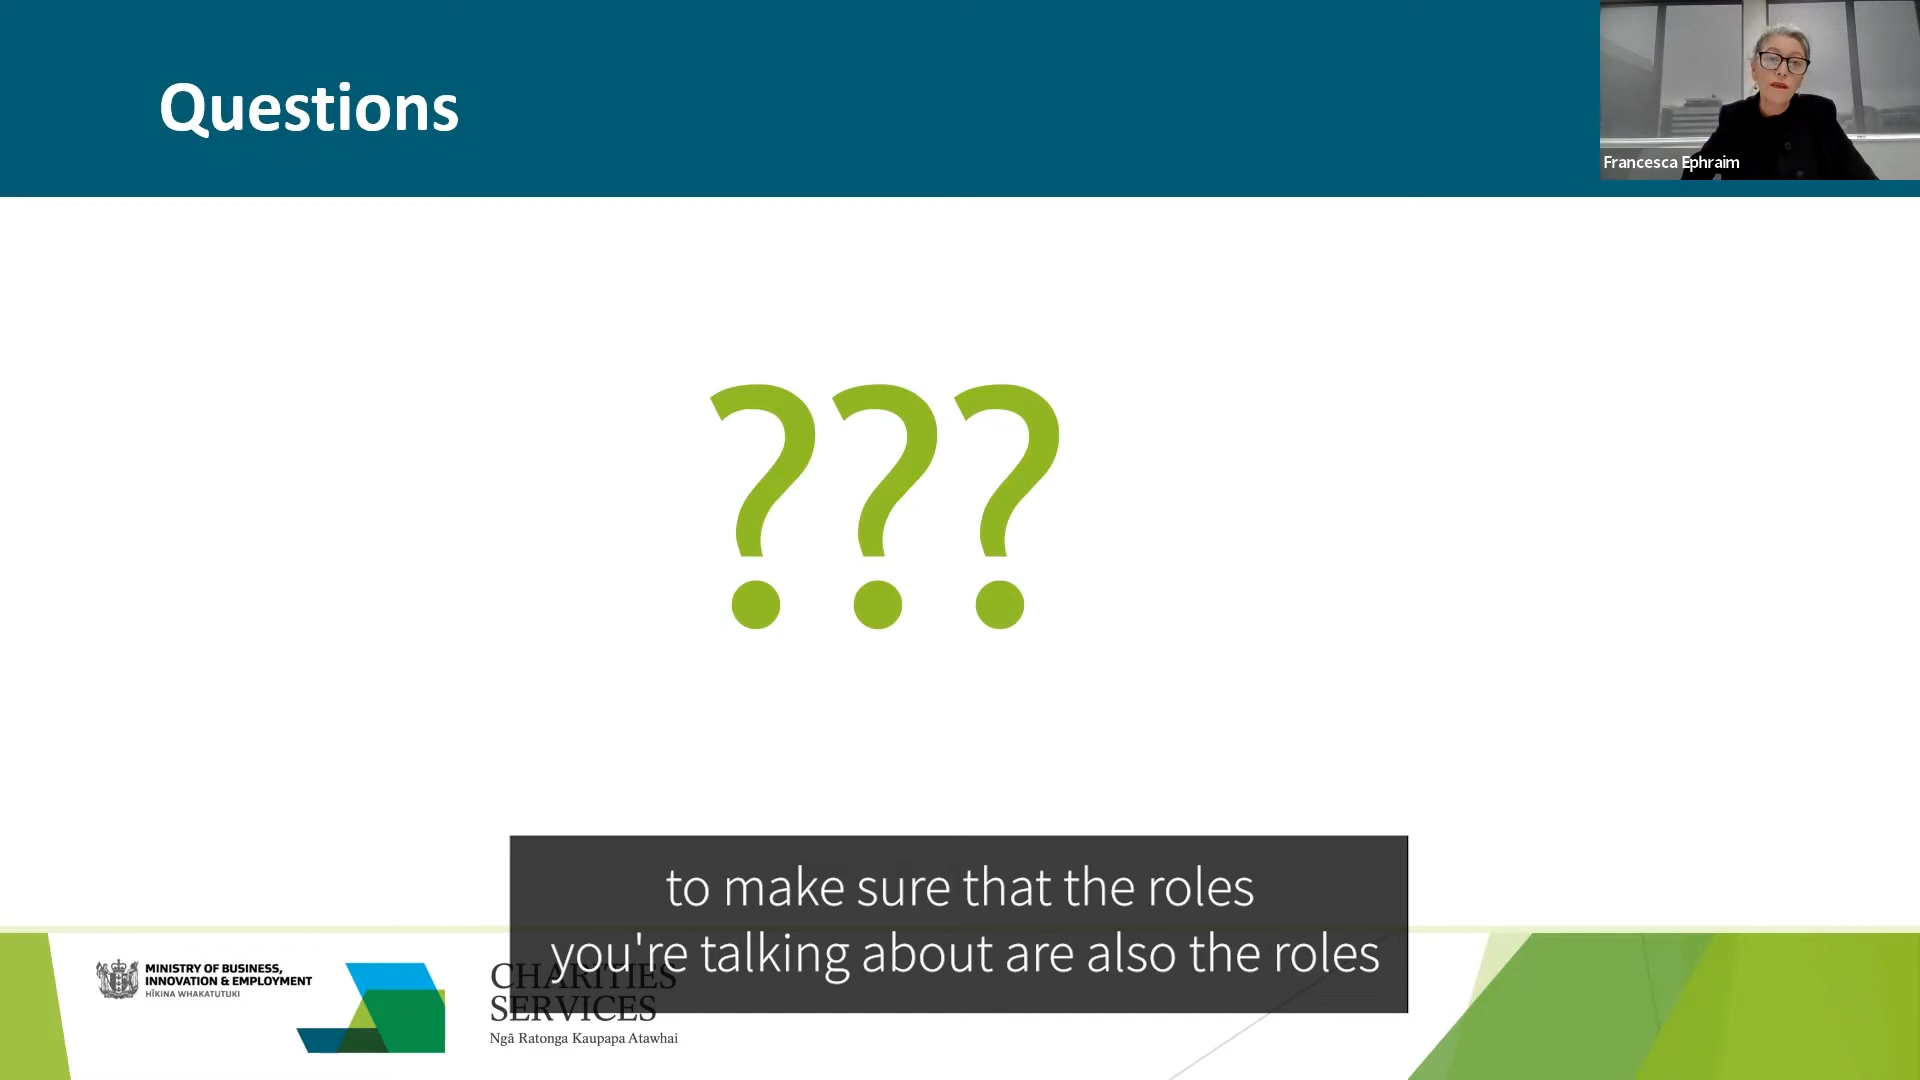 Questions
Francesca Ephraim
???
to make sure that the roles
you're talking about are also the roles
MINISTRY OF BUSINESS,
INNOVATION & EMPLOYMENT
HĪKINA WHAKATUTUKI
CHARITIES
SERVICES
Ngā Ratonga Kaupapa Atawhai